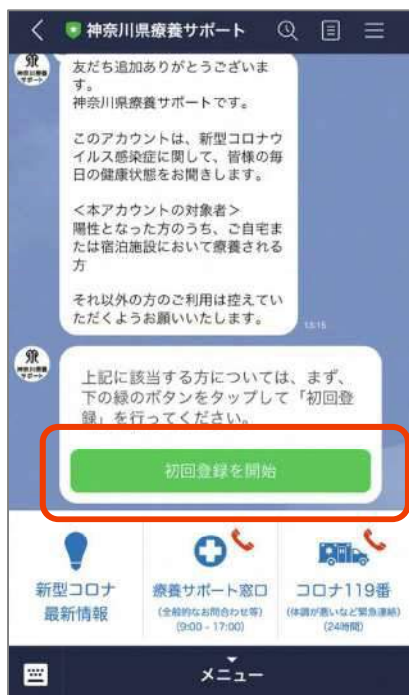 神奈川県療養サポート
友だち追加ありがとうございま
す。
神奈川県療養サポートです。
このアカウントは、新型コロナウ
イルス感染症に関して、皆様の毎
日の健康状態をお聞きします。
＜本アカウントの対象者＞
陽性となった方のうち、ご自宅ま
たは宿泊施設において療養される
方
それ以外の方のご利用は控えてい
ただくようお願いいたします。
13:15
上記に該当する方については、まず、
下の緑のボタンをタップして「初回登
録」を行ってください。
初回登録を開始
新型コロナ
最新情報
療養サポート窓口
(全般的なお問合わせ等)
(9:00 - 17:00)
コロナ119番
(体調が悪いなど緊急連絡)
(24時間)
メニュー